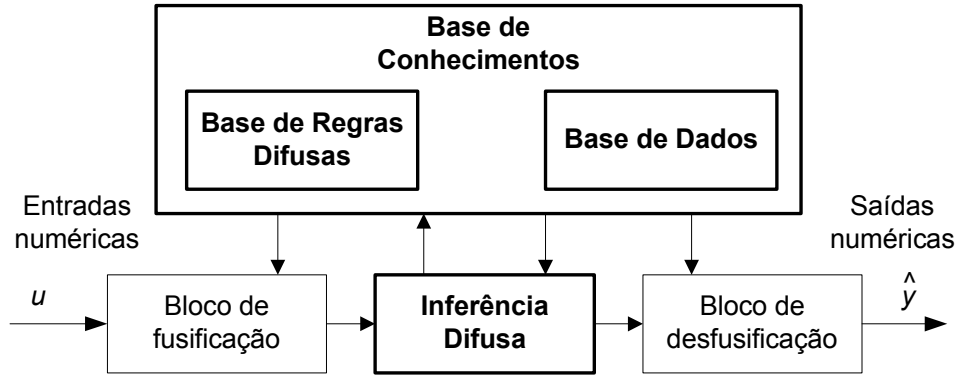 Base de
Conhecimentos
Base de Regras
Difusas
Base de Dados
Entradas
numéricas
Saídas
numéricas
u
ŷ
Bloco de
fusificação
Inferência
Difusa
Bloco de
desfusificação